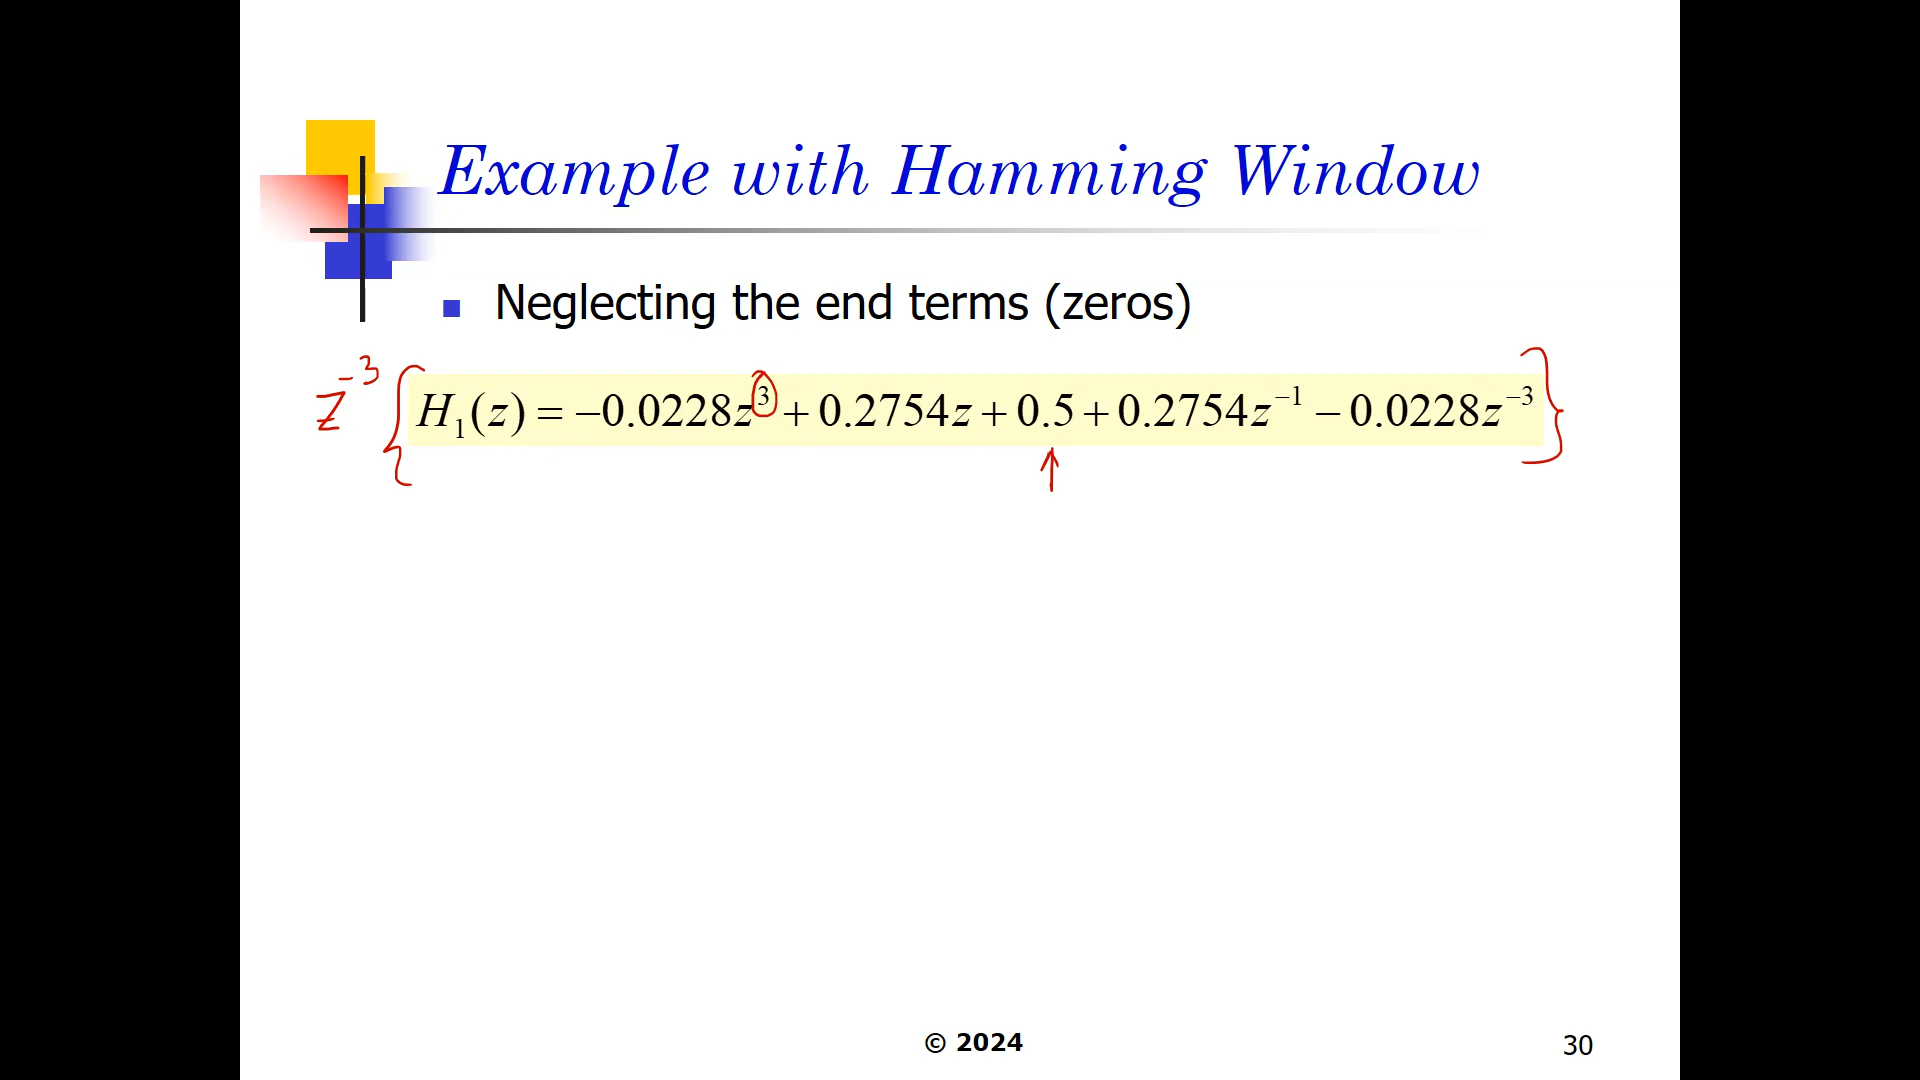 Example with Hamming Window
Neglecting the end terms (zeros)
z⁻³ { H₁(z) = −0.0228z³ + 0.2754z + 0.5 + 0.2754z⁻¹ − 0.0228z⁻³ }
© 2024
30